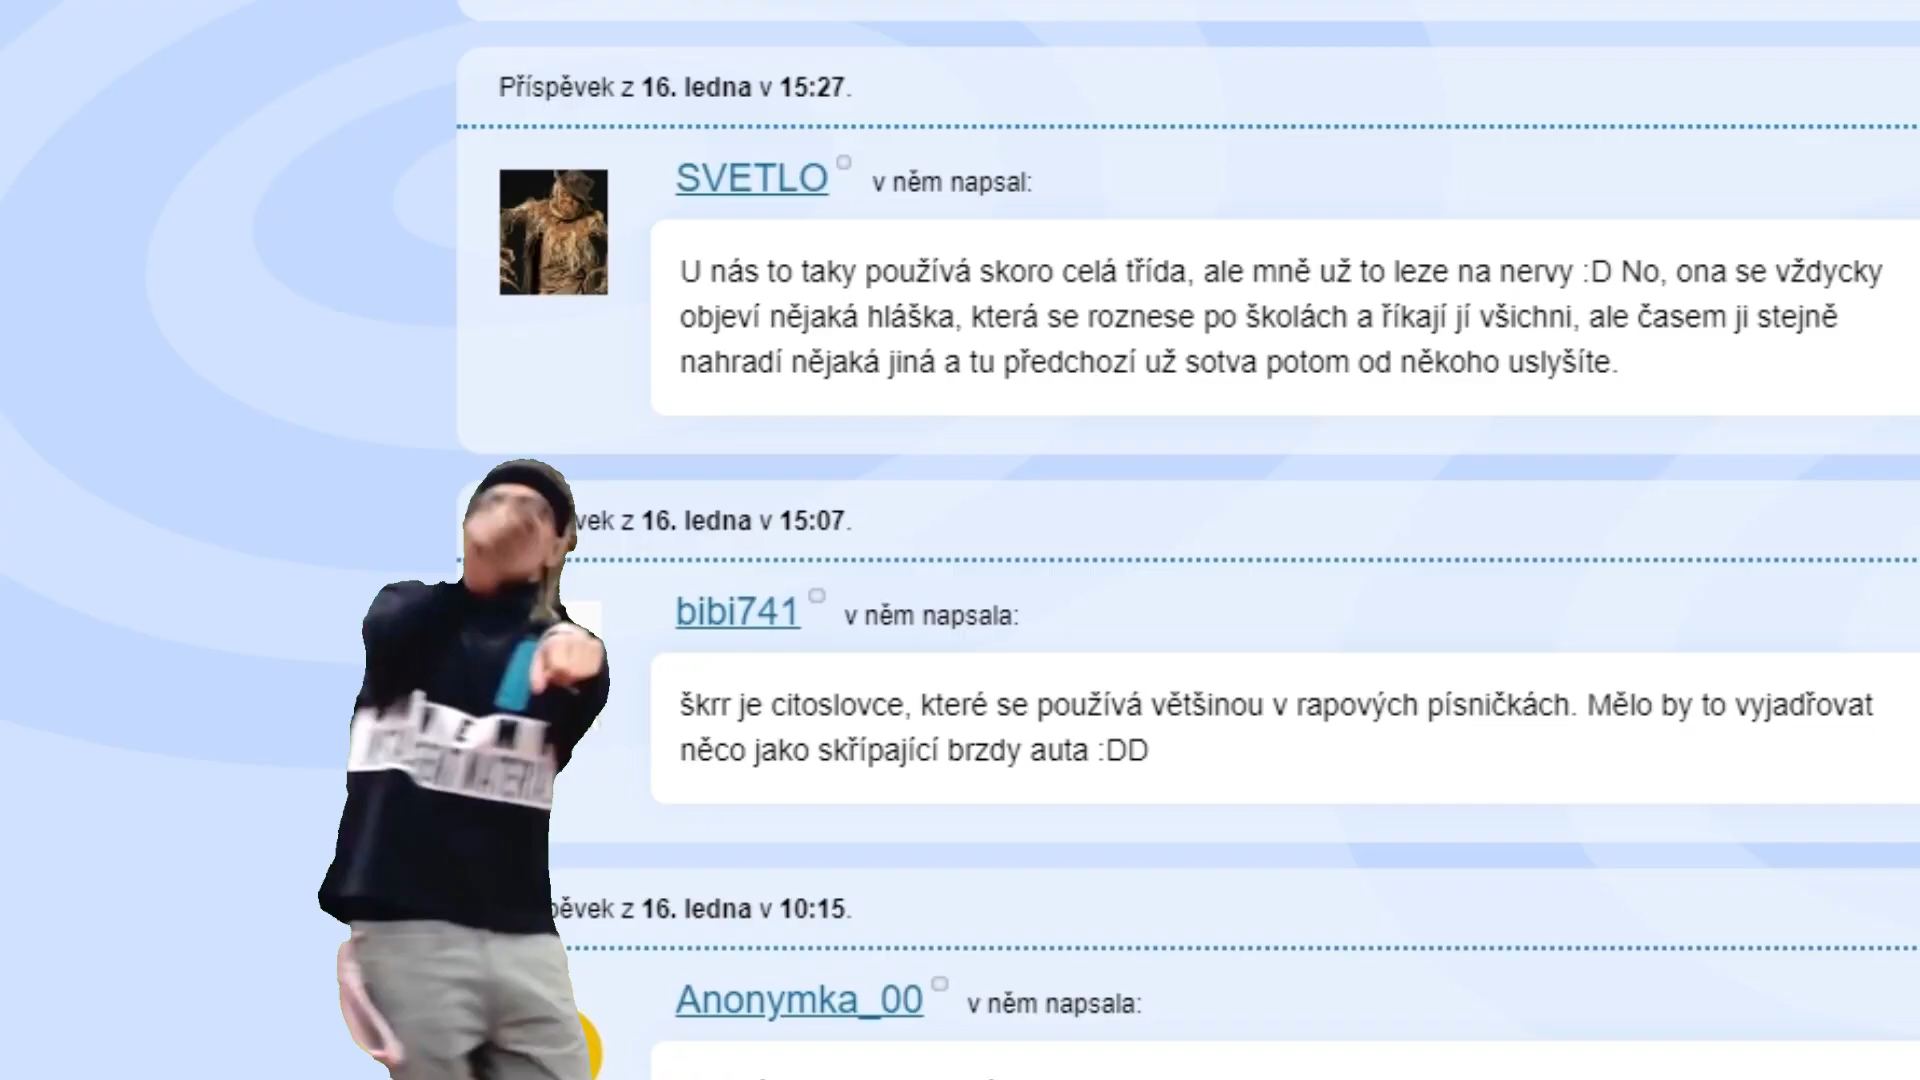 Příspěvek z 16. ledna v 15:27.
SVETLO v něm napsal:
U nás to taky používá skoro celá třída, ale mně už to leze na nervy :D No, ona se vždycky
objeví nějaká hláška, která se roznese po školách a říkají jí všichni, ale časem ji stejně
nahradí nějaká jiná a tu předchozí už sotva potom od někoho uslyšíte.
vek z 16. ledna v 15:07.
bibi741 v něm napsala:
škrr je citoslovce, které se používá většinou v rapových písničkách. Mělo by to vyjadřovat
něco jako skřípající brzdy auta :DD
pěvek z 16. ledna v 10:15.
Anonymka_00 v něm napsala: